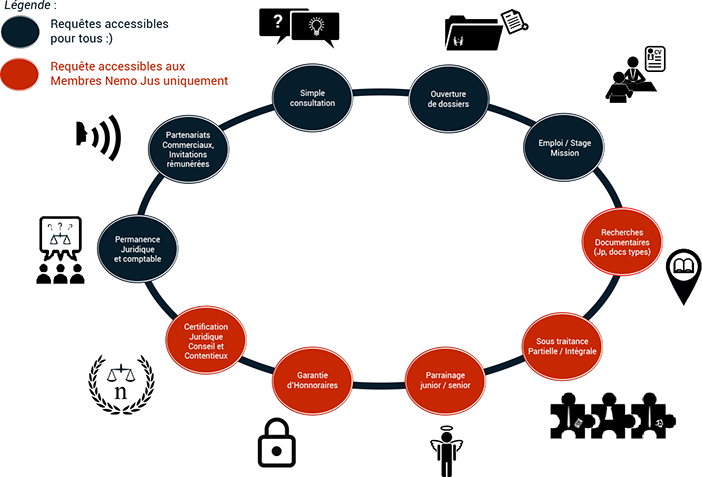 Légende :
Requêtes accessibles
pour tous :)
Requête accessibles aux
Membres Nemo Jus uniquement
?
Simple
consultation
Ouverture
de dossiers
CV
Partenariats
Commerciaux,
Invitations
rémunérées
Emploi / Stage
Mission
? ? ?
Permanence
Juridique
et comptable
Recherches
Documentaires
(Jp, docs types)
Certification
Juridique
Conseil et
Contentieux
Sous traitance
Partielle / Intégrale
Garantie
d'Honnoraires
Parrainage
junior / senior
n